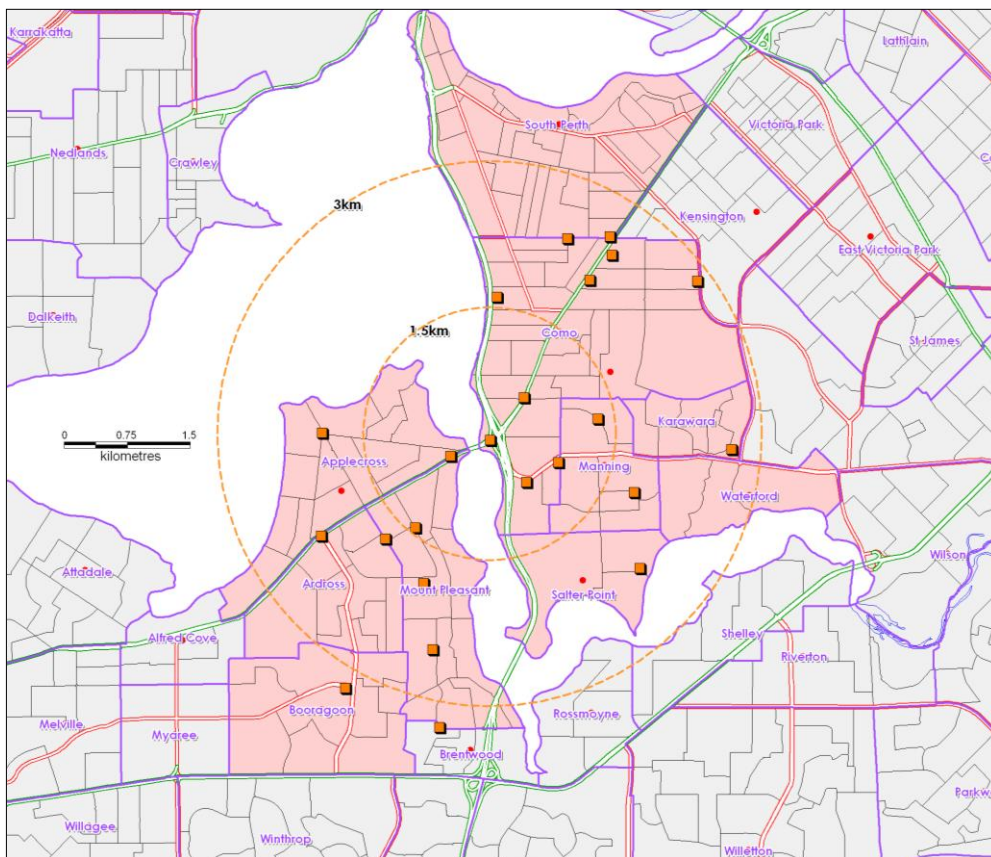 Karrakatta
Lathlain
South Perth
Victoria Park
Nedlands
Crawley
3km
Kensington
East Victoria Park
Dalkeith
1.5km
Como
St James
0 0.75 1.5
kilometres
Karawara
Applecross
Manning
Waterford
Attadale
Ardross
Mount Pleasant
Salter Point
Wilson
Alfred Cove
Shelley
Riverton
Melville
Myaree
Booragoon
Rossmoyne
Brentwood
Parkw
Willagee
Winthrop
Willetton